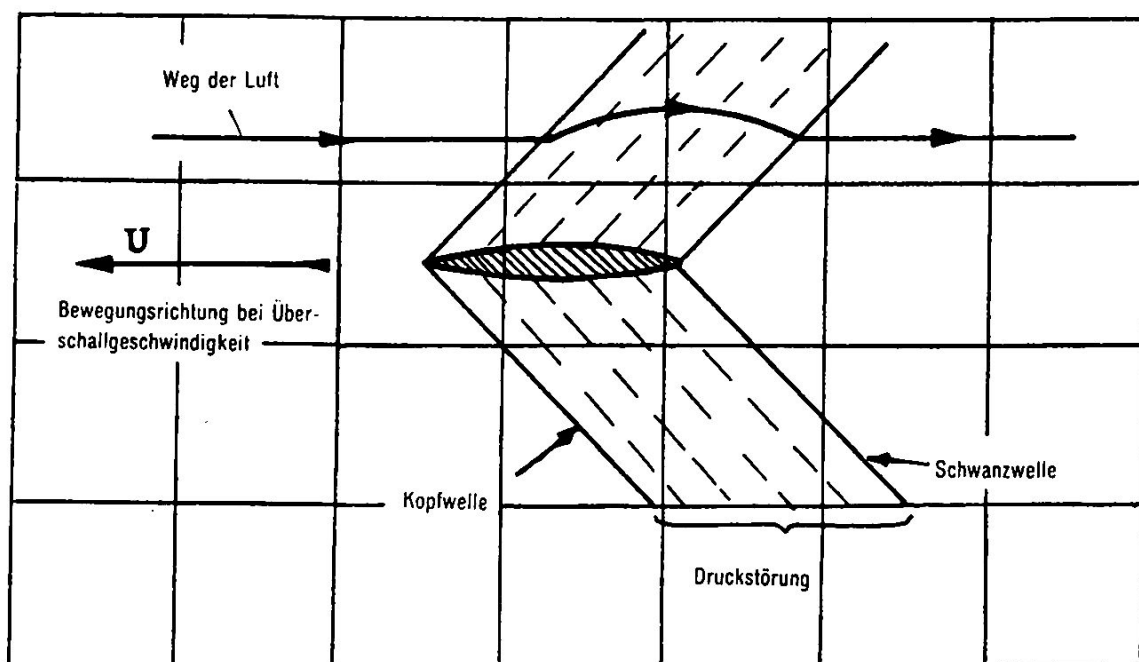 Weg der Luft
U
Bewegungsrichtung bei Über-
schallgeschwindigkeit
Kopfwelle
Schwanzwelle
Druckstörung